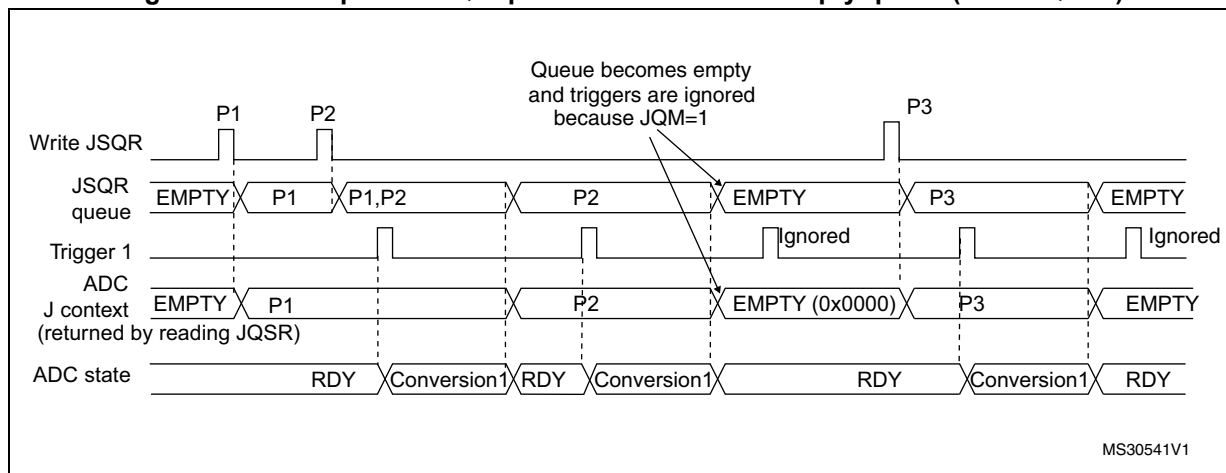 Queue becomes empty
and triggers are ignored
because JQM=1
P1
P2
P3
Write JSQR
JSQR
queue
EMPTY
P1
P1,P2
P2
EMPTY
P3
EMPTY
Trigger 1
Ignored
Ignored
ADC
J context
(returned by reading JQSR)
EMPTY
P1
P2
EMPTY (0x0000)
P3
EMPTY
ADC state
RDY
Conversion1
RDY
Conversion1
RDY
Conversion1
RDY
MS30541V1